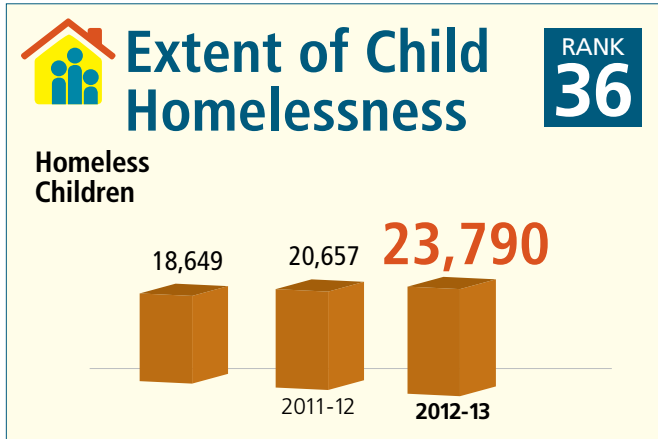 Extent of Child
Homelessness
RANK
36
Homeless
Children
18,649
20,657
23,790
2011-12
2012-13